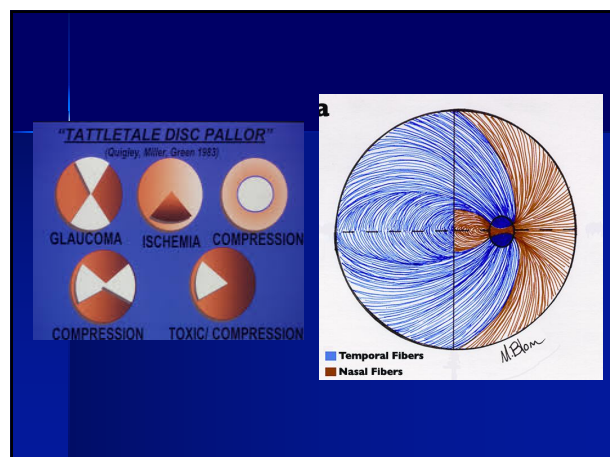 "TATTLETALE DISC PALLOR"
(Quigley, Miller, Green 1983)
GLAUCOMA
ISCHEMIA
COMPRESSION
COMPRESSION
TOXIC/ COMPRESSION
a
M.Blom
Temporal Fibers
Nasal Fibers